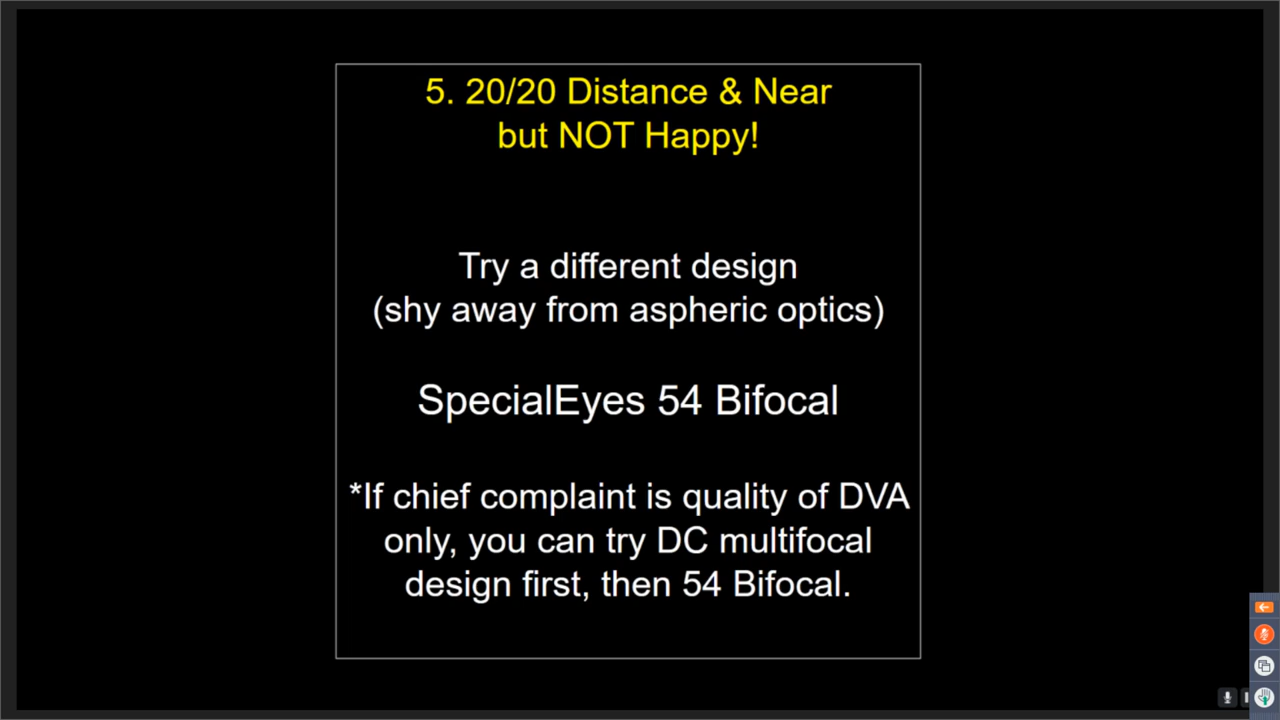 5. 20/20 Distance & Near
but NOT Happy!
Try a different design
(shy away from aspheric optics)
SpecialEyes 54 Bifocal
*If chief complaint is quality of DVA
only, you can try DC multifocal
design first, then 54 Bifocal.